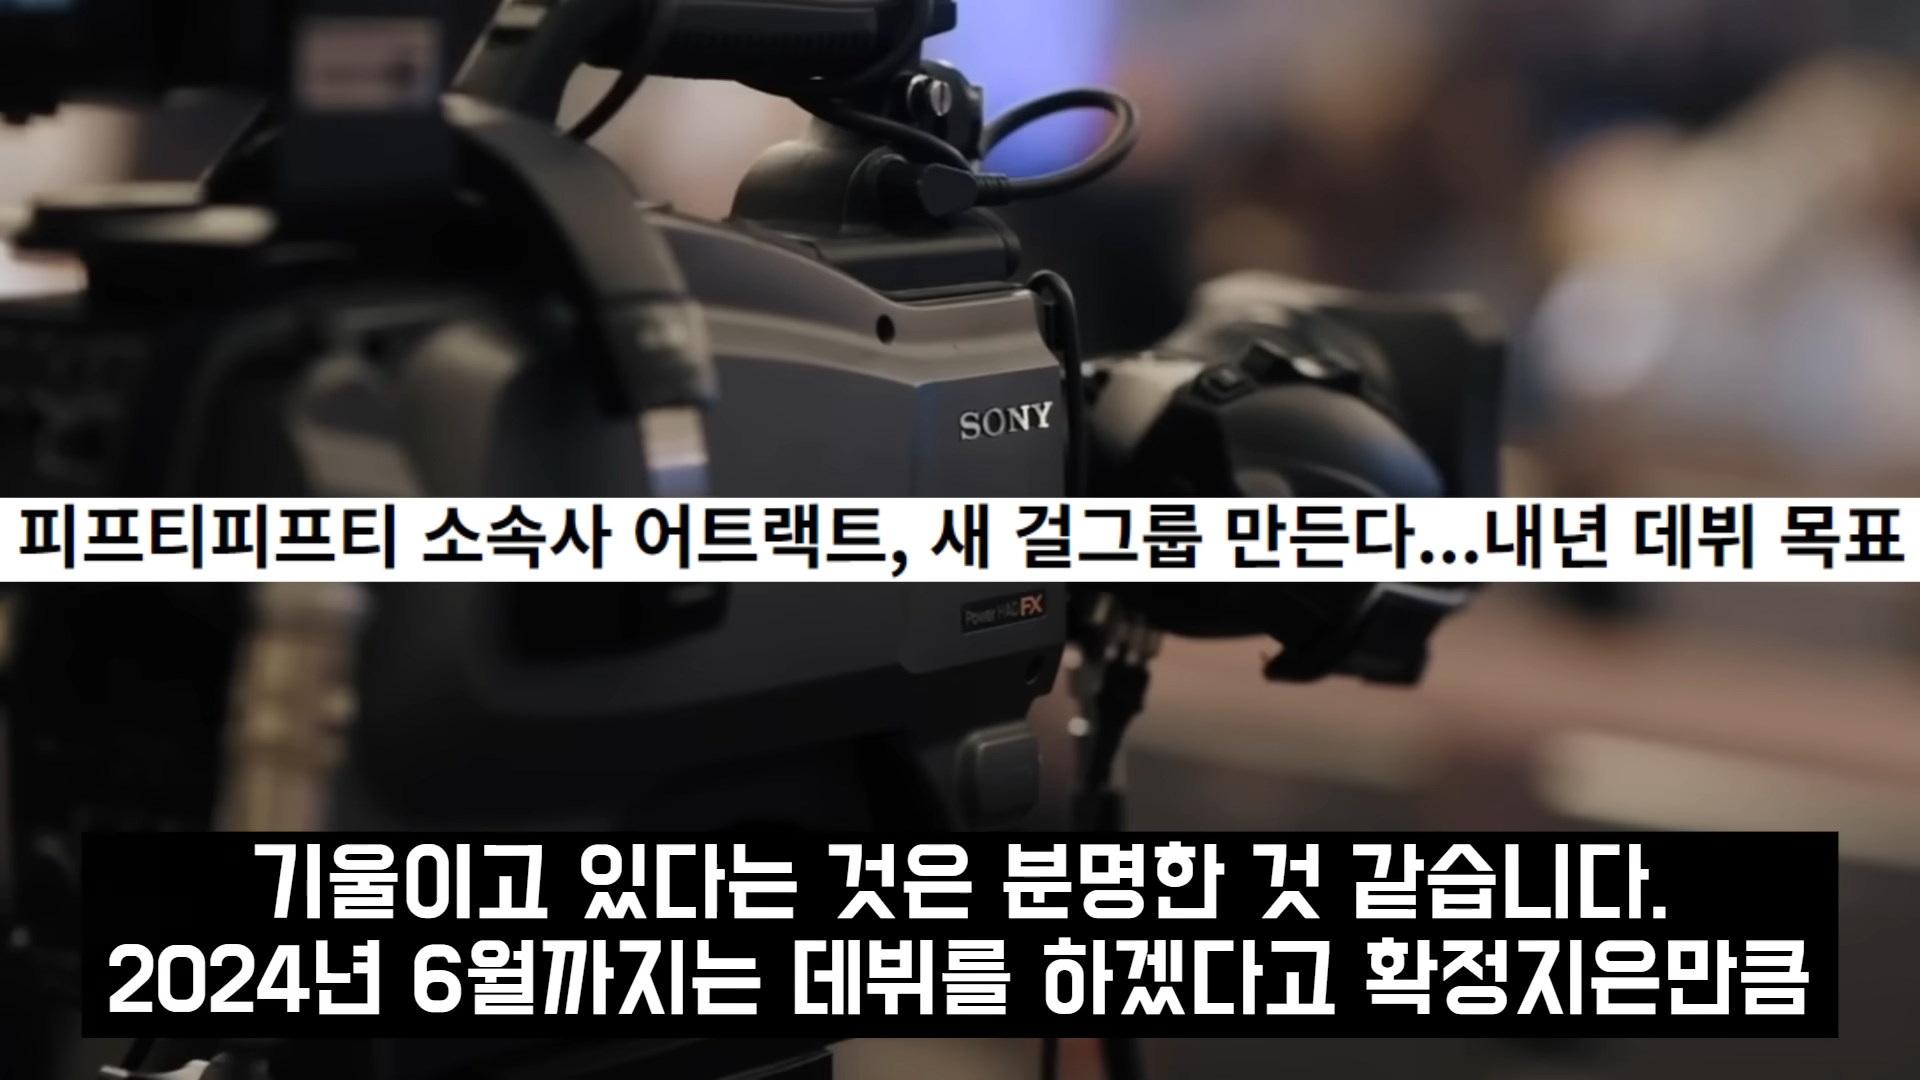 SONY
피프티피프티 소속사 어트랙트, 새 걸그룹 만든다...내년 데뷔 목표
Power HAD FX
기울이고 있다는 것은 분명한 것 같습니다.
2024년 6월까지는 데뷔를 하겠다고 확정지은만큼